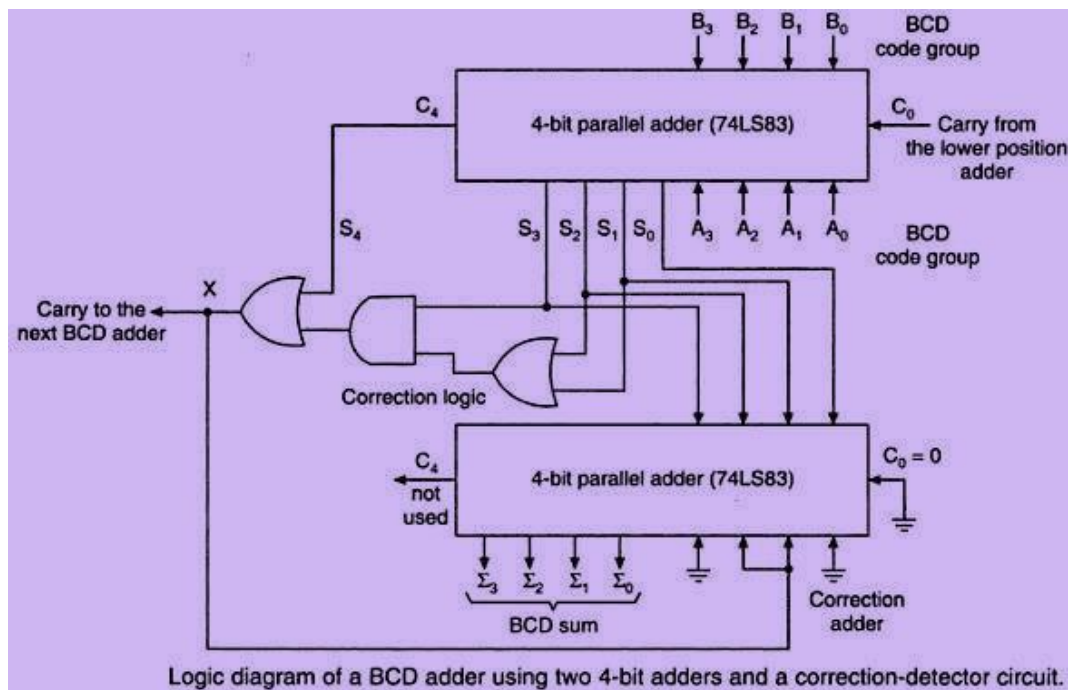 B₃ B₂ B₁ B₀
BCD
code group
C₄
4-bit parallel adder (74LS83)
C₀
Carry from
the lower position
adder
S₄
S₃ S₂ S₁ S₀
A₃ A₂ A₁ A₀
BCD
code group
X
Carry to the
next BCD adder
Correction logic
C₄
not
used
4-bit parallel adder (74LS83)
C₀ = 0
Σ₃ Σ₂ Σ₁ Σ₀
BCD sum
Correction
adder
Logic diagram of a BCD adder using two 4-bit adders and a correction-detector circuit.